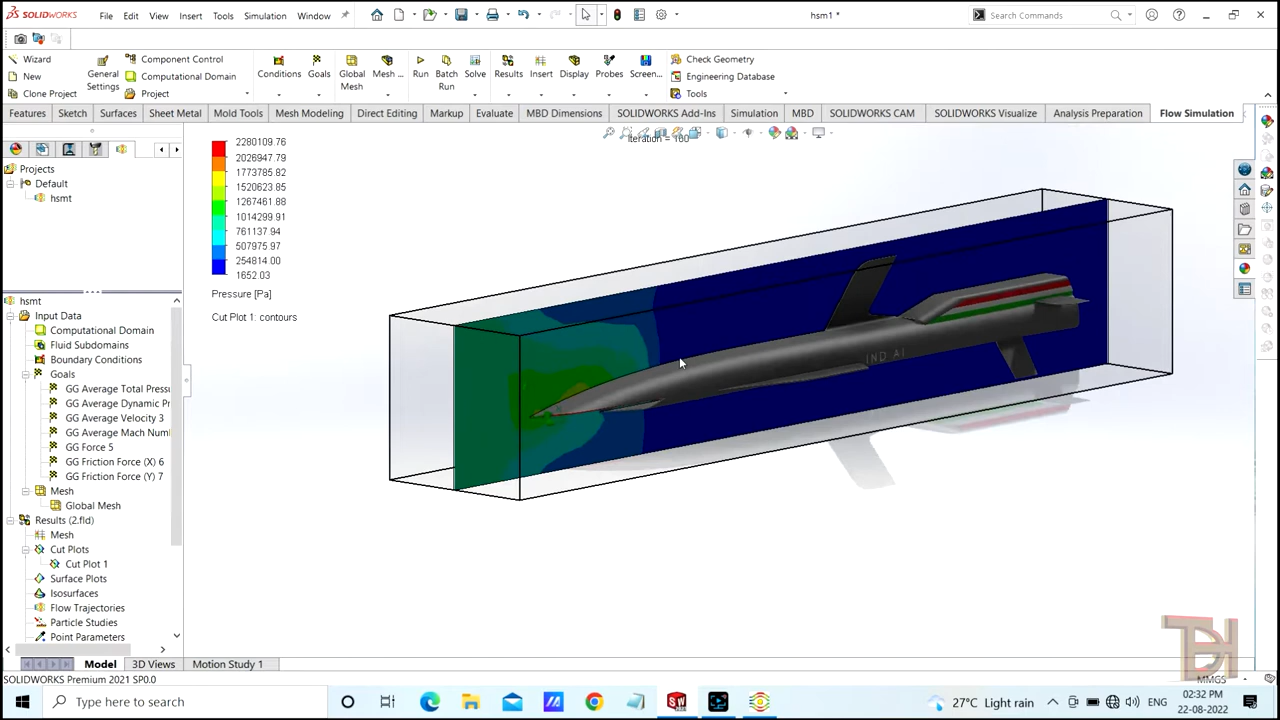 SOLIDWORKS
File Edit View Insert Tools Simulation Window
hsm1 *
Search Commands
Wizard
New
Clone Project
General Settings
Component Control
Computational Domain
Project
Conditions
Goals
Global Mesh
Mesh ...
Run
Batch Run
Solve
Results
Insert
Display
Probes
Screen...
Check Geometry
Engineering Database
Tools
Features Sketch Surfaces Sheet Metal Mold Tools Mesh Modeling Direct Editing Markup Evaluate MBD Dimensions SOLIDWORKS Add-Ins Simulation MBD SOLIDWORKS CAM SOLIDWORKS Visualize Analysis Preparation Flow Simulation
Iteration = 160
Projects
Default
hsmt
2280109.76
2026947.79
1773785.82
1520623.85
1267461.88
1014299.91
761137.94
507975.97
254814.00
1652.03
Pressure [Pa]
Cut Plot 1: contours
IND AI
hsmt
Input Data
Computational Domain
Fluid Subdomains
Boundary Conditions
Goals
GG Average Total Pressu
GG Average Dynamic Pr
GG Average Velocity 3
GG Average Mach Numl
GG Force 5
GG Friction Force (X) 6
GG Friction Force (Y) 7
Mesh
Global Mesh
Results (2.fld)
Mesh
Cut Plots
Cut Plot 1
Surface Plots
Isosurfaces
Flow Trajectories
Particle Studies
Point Parameters
Model 3D Views Motion Study 1
SOLIDWORKS Premium 2021 SP0.0
MMGS
Type here to search
27°C Light rain
ENG
02:32 PM
22-08-2022